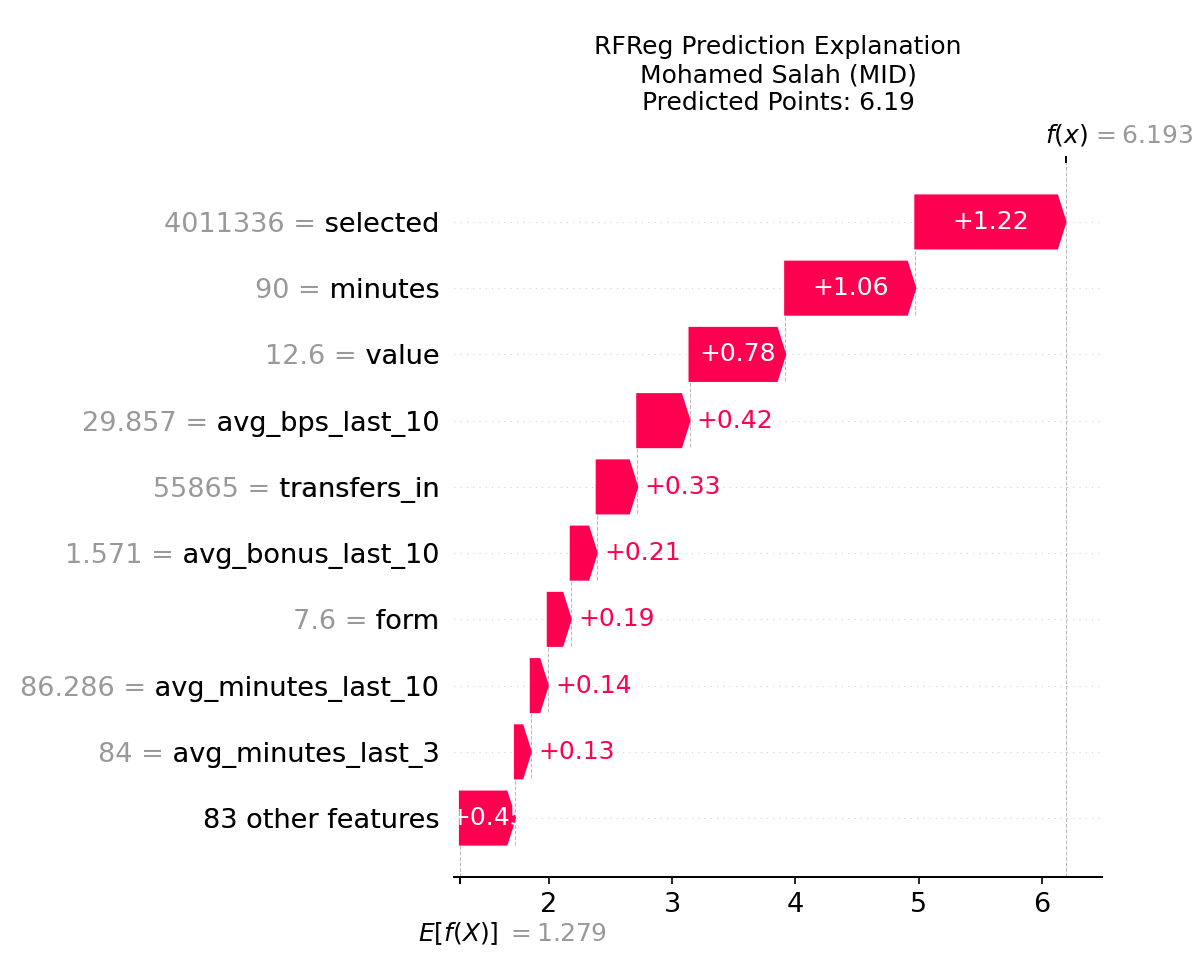 RFReg Prediction Explanation
Mohamed Salah (MID)
Predicted Points: 6.19
f(x) = 6.193
4011336 = selected +1.22
90 = minutes +1.06
12.6 = value +0.78
29.857 = avg_bps_last_10 +0.42
55865 = transfers_in +0.33
1.571 = avg_bonus_last_10 +0.21
7.6 = form +0.19
86.286 = avg_minutes_last_10 +0.14
84 = avg_minutes_last_3 +0.13
83 other features
2 3 4 5 6
E[f(X)] = 1.279